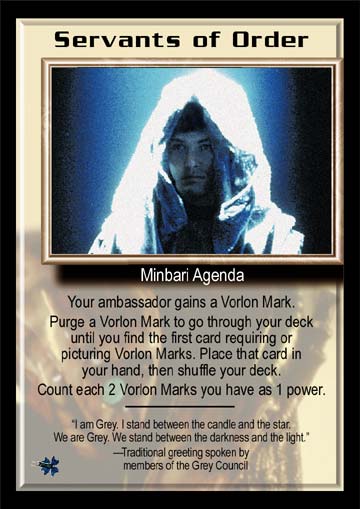 Servants of Order
Minbari Agenda
Your ambassador gains a Vorlon Mark.
Purge a Vorlon Mark to go through your deck
until you find the first card requiring or
picturing Vorlon Marks. Place that card in
your hand, then shuffle your deck.
Count each 2 Vorlon Marks you have as 1 power.
"I am Grey. I stand between the candle and the star.
We are Grey. We stand between the darkness and the light."
—Traditional greeting spoken by
members of the Grey Council